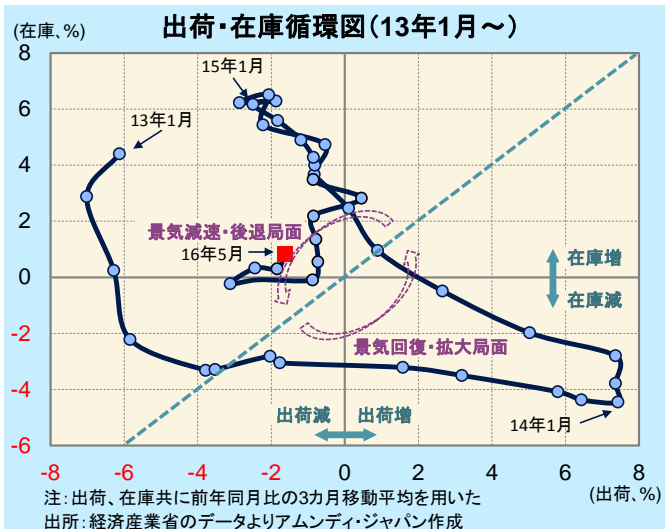 出荷・在庫循環図(13年1月～)
(在庫、%)
8
6
4
2
0
-2
-4
-6
15年1月
13年1月
景気減速・後退局面
16年5月
在庫増
在庫減
景気回復・拡大局面
出荷減 出荷増
14年1月
-8 -6 -4 -2 0 2 4 6 8
(出荷、%)
注：出荷、在庫共に前年同月比の3カ月移動平均を用いた
出所：経済産業省のデータよりアムンディ・ジャパン作成